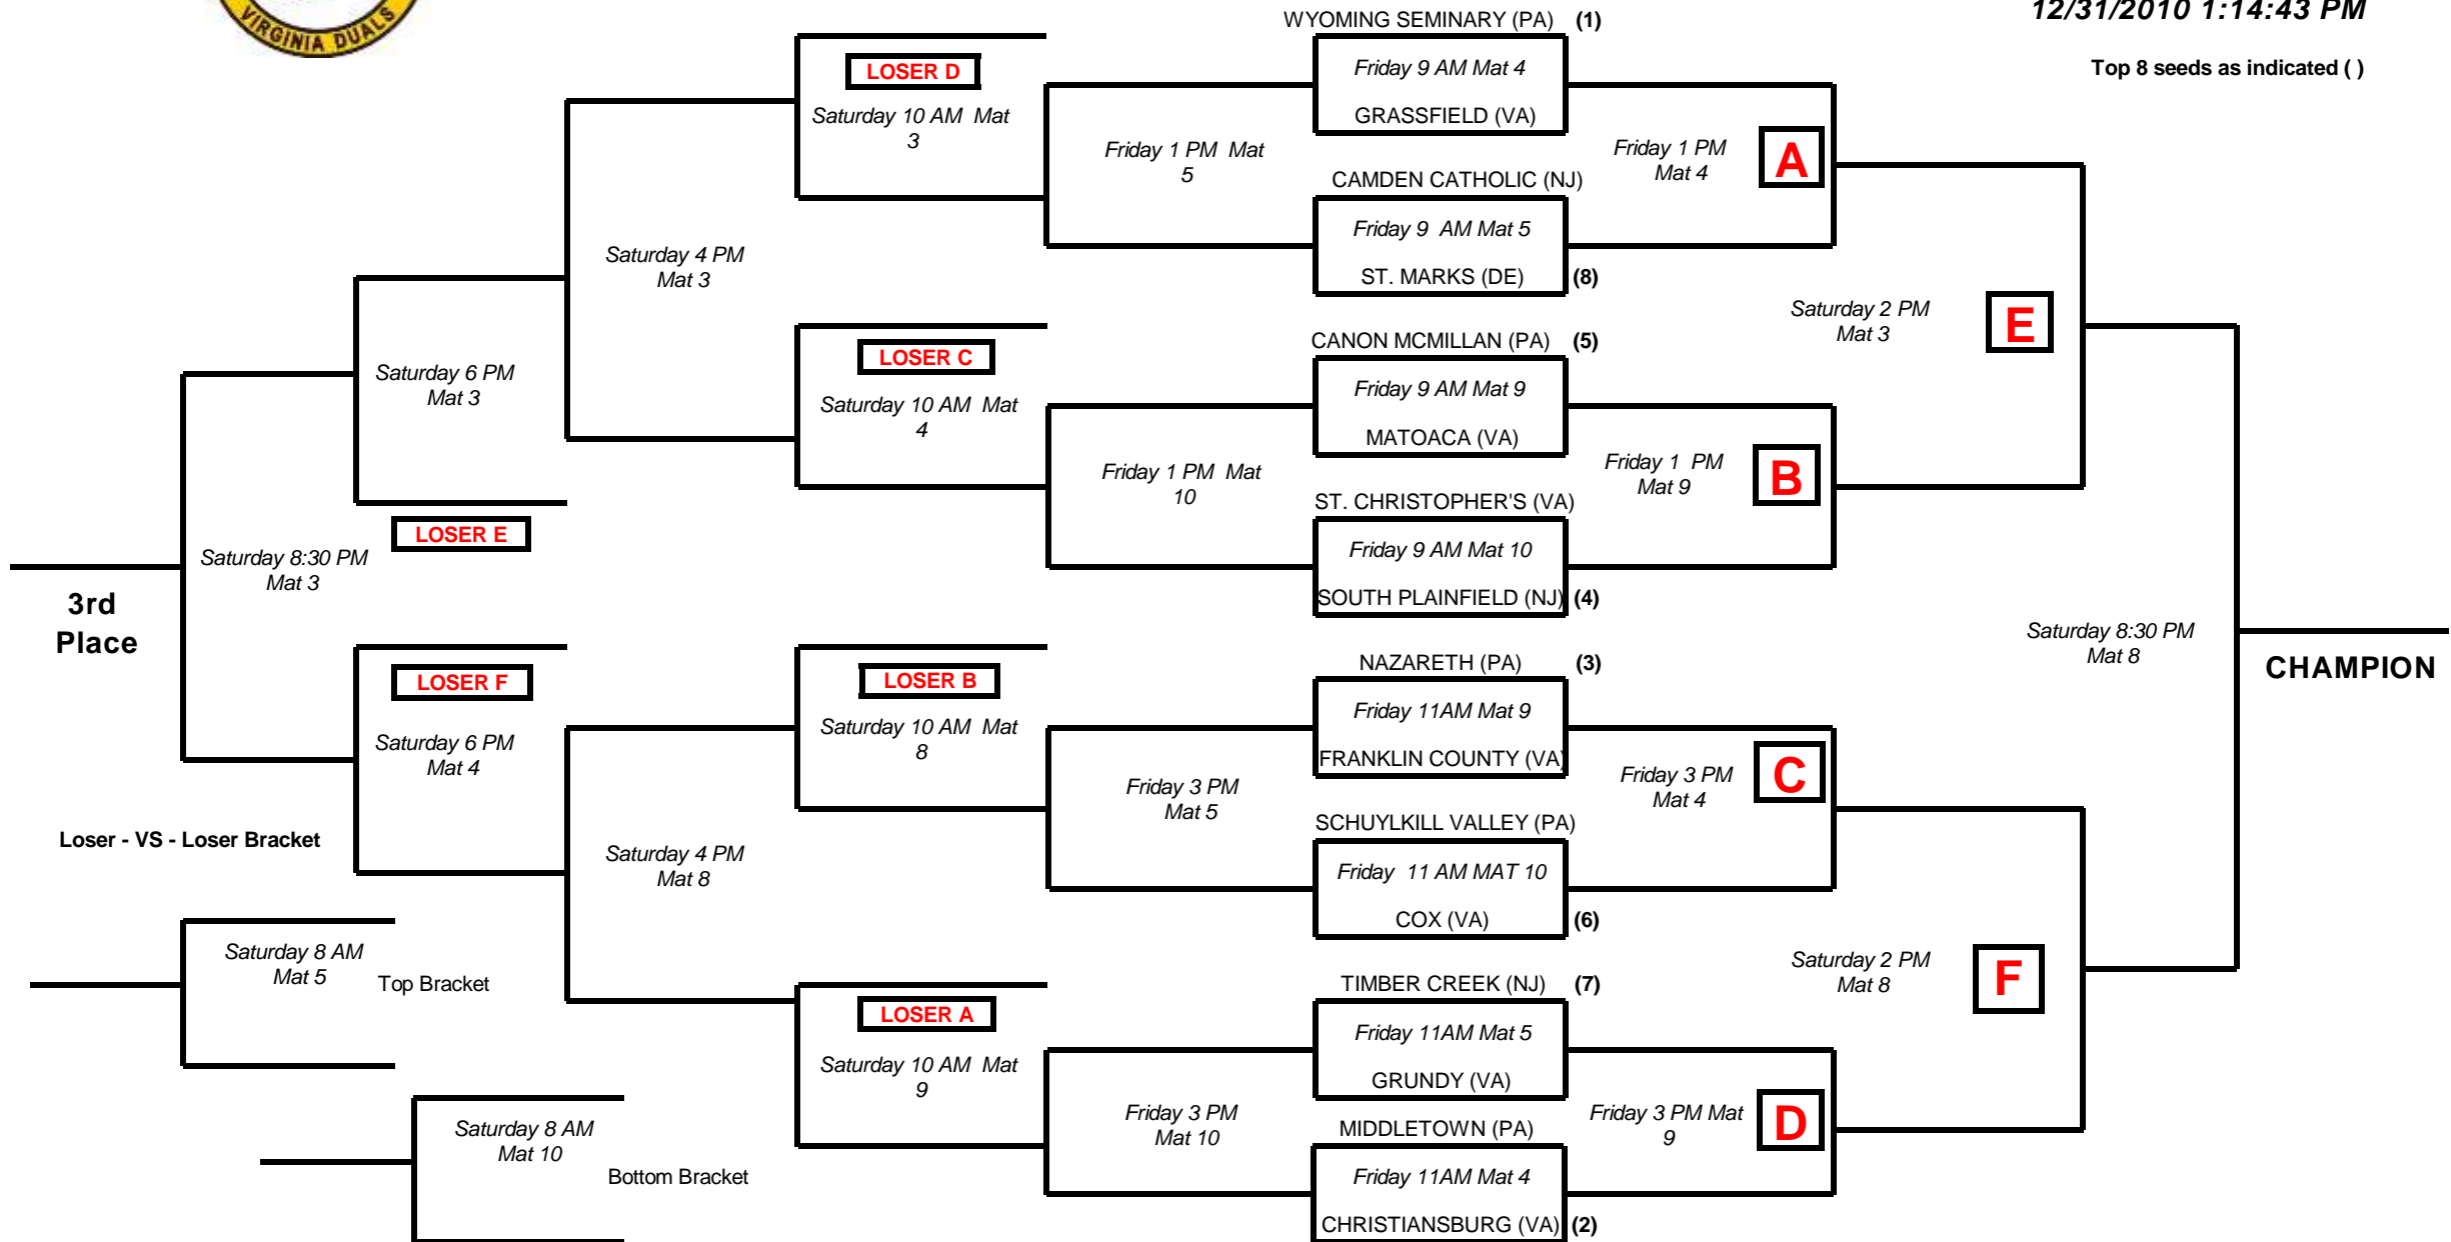 VIRGINIA DUALS
12/31/2010 1:14:43 PM
Top 8 seeds as indicated ( )
WYOMING SEMINARY (PA) (1)
Friday 9 AM Mat 4
GRASSFIELD (VA)
CAMDEN CATHOLIC (NJ)
Friday 9 AM Mat 5
ST. MARKS (DE) (8)
CANON MCMILLAN (PA) (5)
Friday 9 AM Mat 9
MATOACA (VA)
ST. CHRISTOPHER'S (VA)
Friday 9 AM Mat 10
SOUTH PLAINFIELD (NJ) (4)
NAZARETH (PA) (3)
Friday 11AM Mat 9
FRANKLIN COUNTY (VA)
SCHUYLKILL VALLEY (PA)
Friday 11 AM MAT 10
COX (VA) (6)
TIMBER CREEK (NJ) (7)
Friday 11AM Mat 5
GRUNDY (VA)
MIDDLETOWN (PA)
Friday 11AM Mat 4
CHRISTIANSBURG (VA) (2)
Friday 1 PM
Mat 4
A
Friday 1 PM
Mat 9
B
Friday 3 PM
Mat 4
C
Friday 3 PM Mat
9
D
Saturday 2 PM
Mat 3
E
Saturday 2 PM
Mat 8
F
Saturday 8:30 PM
Mat 8
CHAMPION
Friday 1 PM Mat
5
Friday 1 PM Mat
10
Friday 3 PM
Mat 5
Friday 3 PM
Mat 10
LOSER D
Saturday 10 AM Mat
3
LOSER C
Saturday 10 AM Mat
4
LOSER B
Saturday 10 AM Mat
8
LOSER A
Saturday 10 AM Mat
9
Saturday 4 PM
Mat 3
Saturday 4 PM
Mat 8
Saturday 6 PM
Mat 3
LOSER E
LOSER F
Saturday 6 PM
Mat 4
Saturday 8:30 PM
Mat 3
3rd
Place
Loser - VS - Loser Bracket
Saturday 8 AM
Mat 5
Top Bracket
Saturday 8 AM
Mat 10
Bottom Bracket